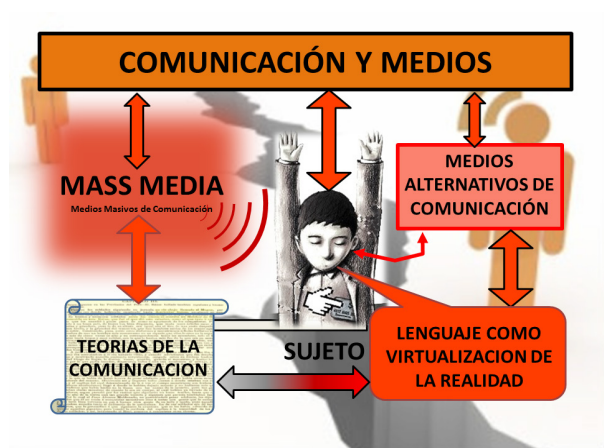 COMUNICACIÓN Y MEDIOS
MASS MEDIA
Medios Masivos de Comunicación
MEDIOS
ALTERNATIVOS DE
COMUNICACIÓN
TEORIAS DE LA
COMUNICACION
SUJETO
LENGUAJE COMO
VIRTUALIZACION DE
LA REALIDAD